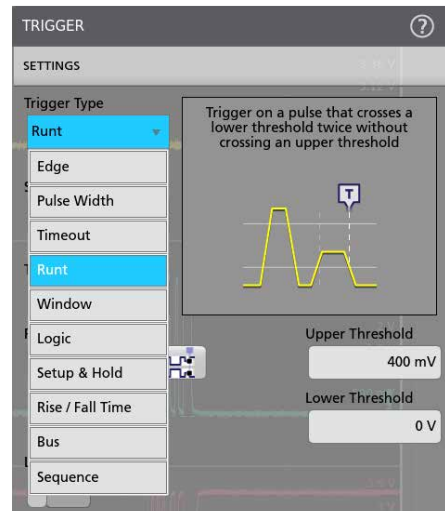 TRIGGER
?
SETTINGS
Trigger Type
Runt
Edge
Pulse Width
Timeout
Runt
Window
Logic
Setup & Hold
Rise / Fall Time
Bus
Sequence
Trigger on a pulse that crosses a
lower threshold twice without
crossing an upper threshold
T
Upper Threshold
400 mV
Lower Threshold
0 V